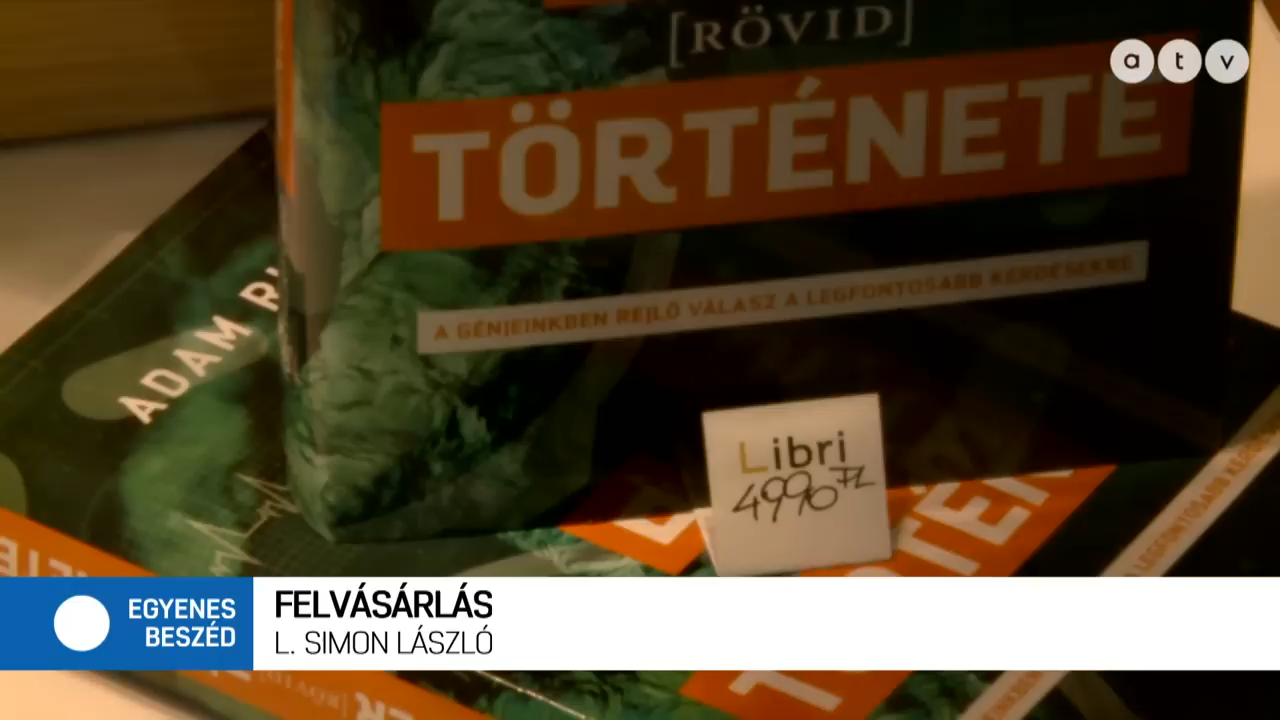 [RÖVID]
TÖRTÉNETE
A GÉNJEINKBEN REJLŐ VÁLASZ A LEGFONTOSABB KÉRDÉSEKRE
atv
ADAM
Libri
4990 Ft
EGYENES
BESZÉD
FELVÁSÁRLÁS
L. SIMON LÁSZLÓ